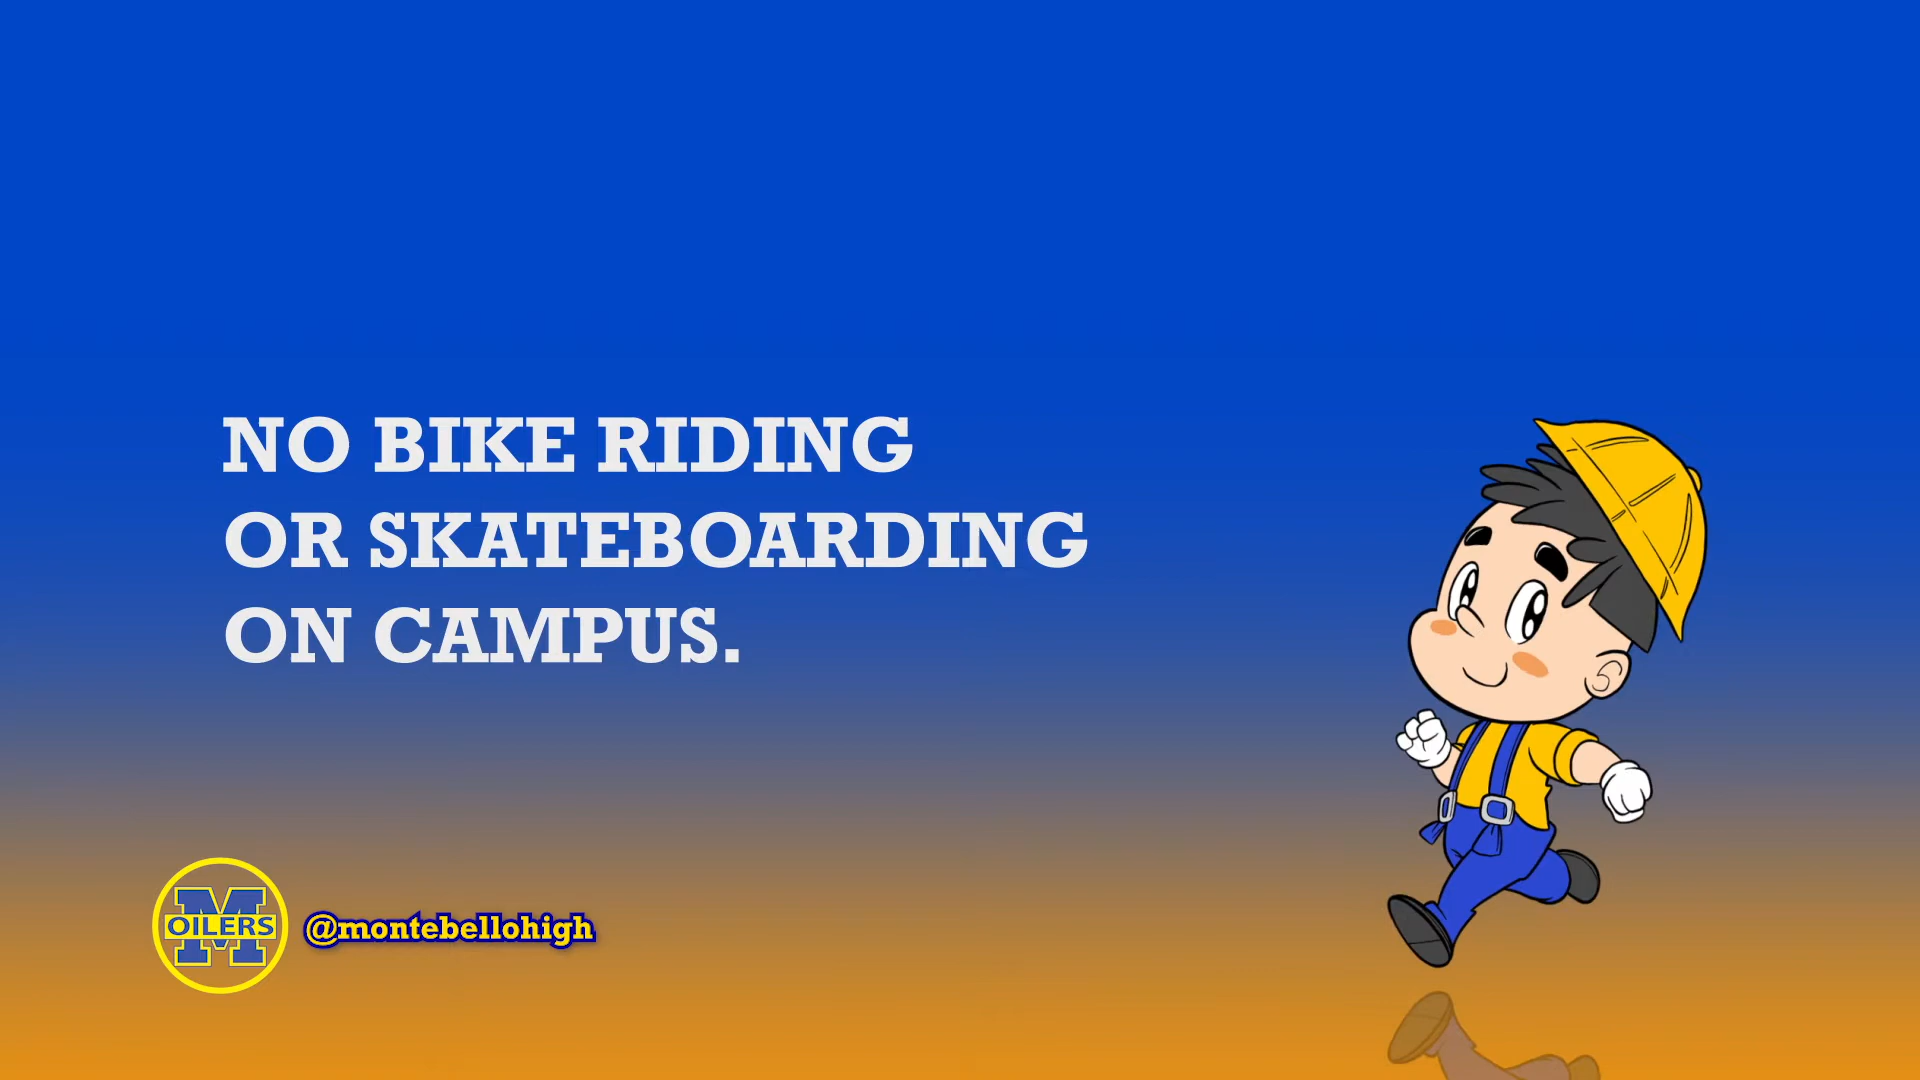 NO BIKE RIDING
OR SKATEBOARDING
ON CAMPUS.
M
OILERS
@montebellohigh